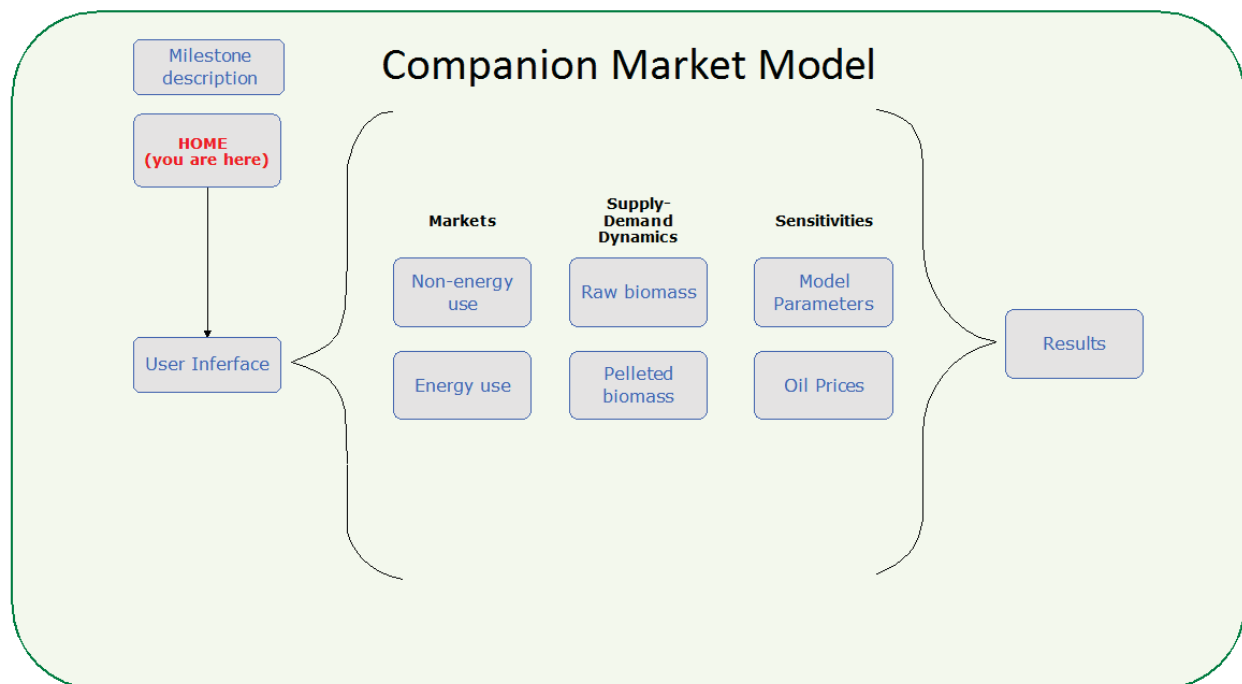 Companion Market Model
Milestone
description
HOME
(you are here)
User Inferface
Markets
Non-energy
use
Energy use
Supply-
Demand
Dynamics
Raw biomass
Pelleted
biomass
Sensitivities
Model
Parameters
Oil Prices
Results